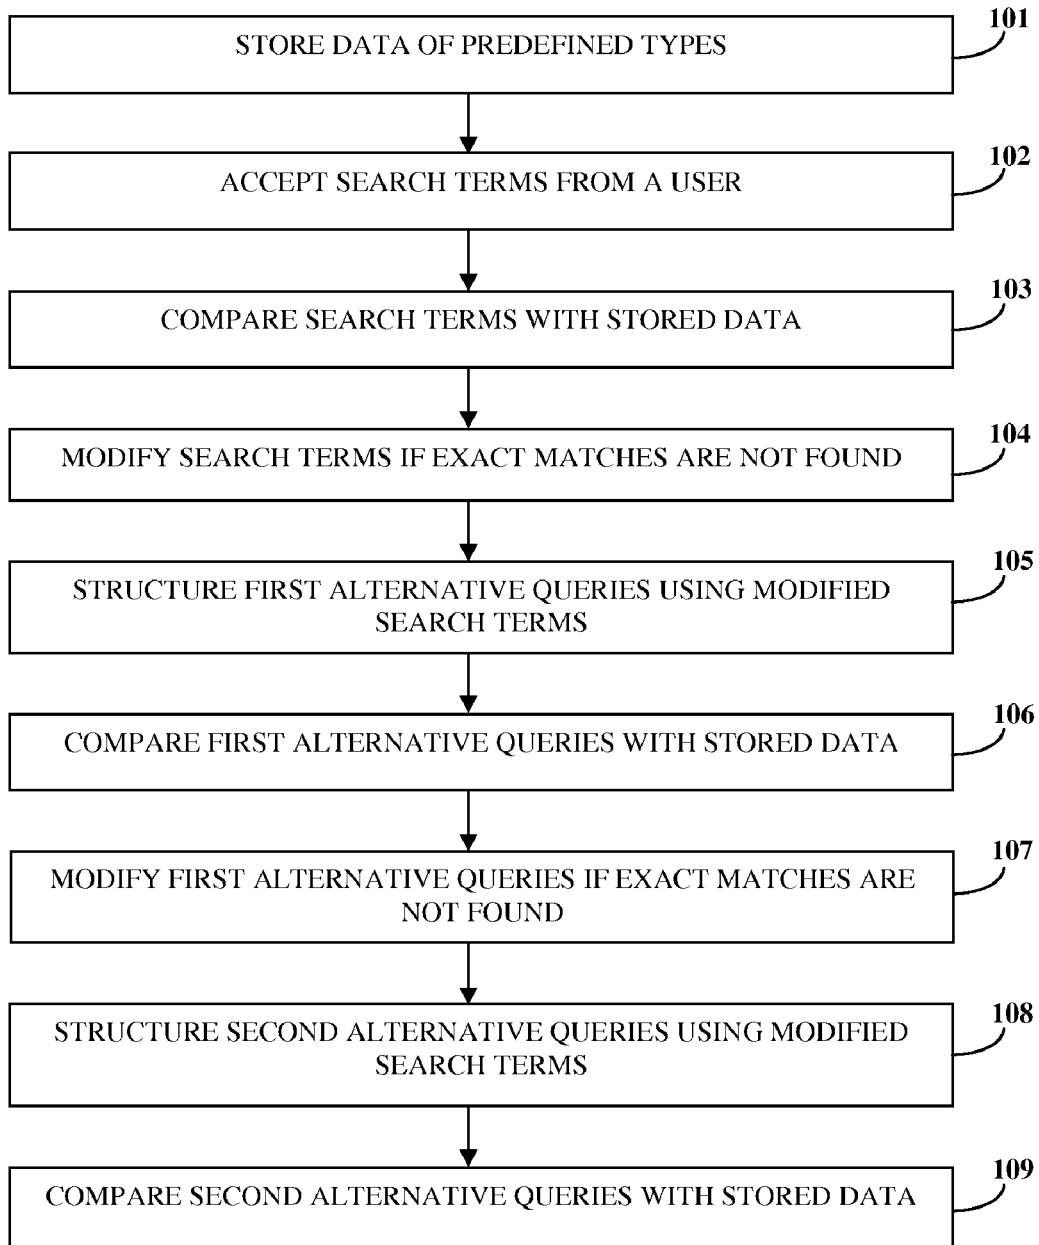 101
STORE DATA OF PREDEFINED TYPES
102
ACCEPT SEARCH TERMS FROM A USER
103
COMPARE SEARCH TERMS WITH STORED DATA
104
MODIFY SEARCH TERMS IF EXACT MATCHES ARE NOT FOUND
105
STRUCTURE FIRST ALTERNATIVE QUERIES USING MODIFIED
SEARCH TERMS
106
COMPARE FIRST ALTERNATIVE QUERIES WITH STORED DATA
107
MODIFY FIRST ALTERNATIVE QUERIES IF EXACT MATCHES ARE
NOT FOUND
108
STRUCTURE SECOND ALTERNATIVE QUERIES USING MODIFIED
SEARCH TERMS
109
COMPARE SECOND ALTERNATIVE QUERIES WITH STORED DATA